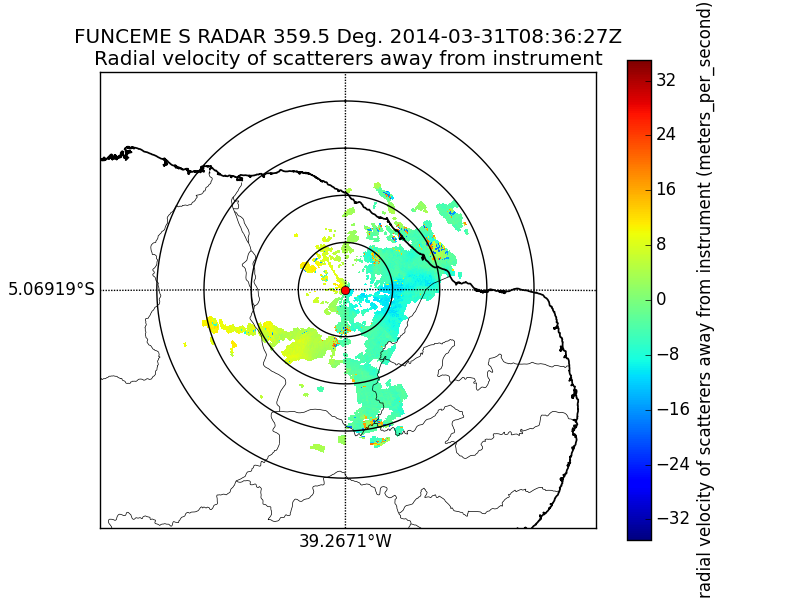 FUNCEME S RADAR 359.5 Deg. 2014-03-31T08:36:27Z
Radial velocity of scatterers away from instrument
5.06919°S
39.2671°W
32
24
16
8
0
−8
−16
−24
−32
radial velocity of scatterers away from instrument (meters_per_second)